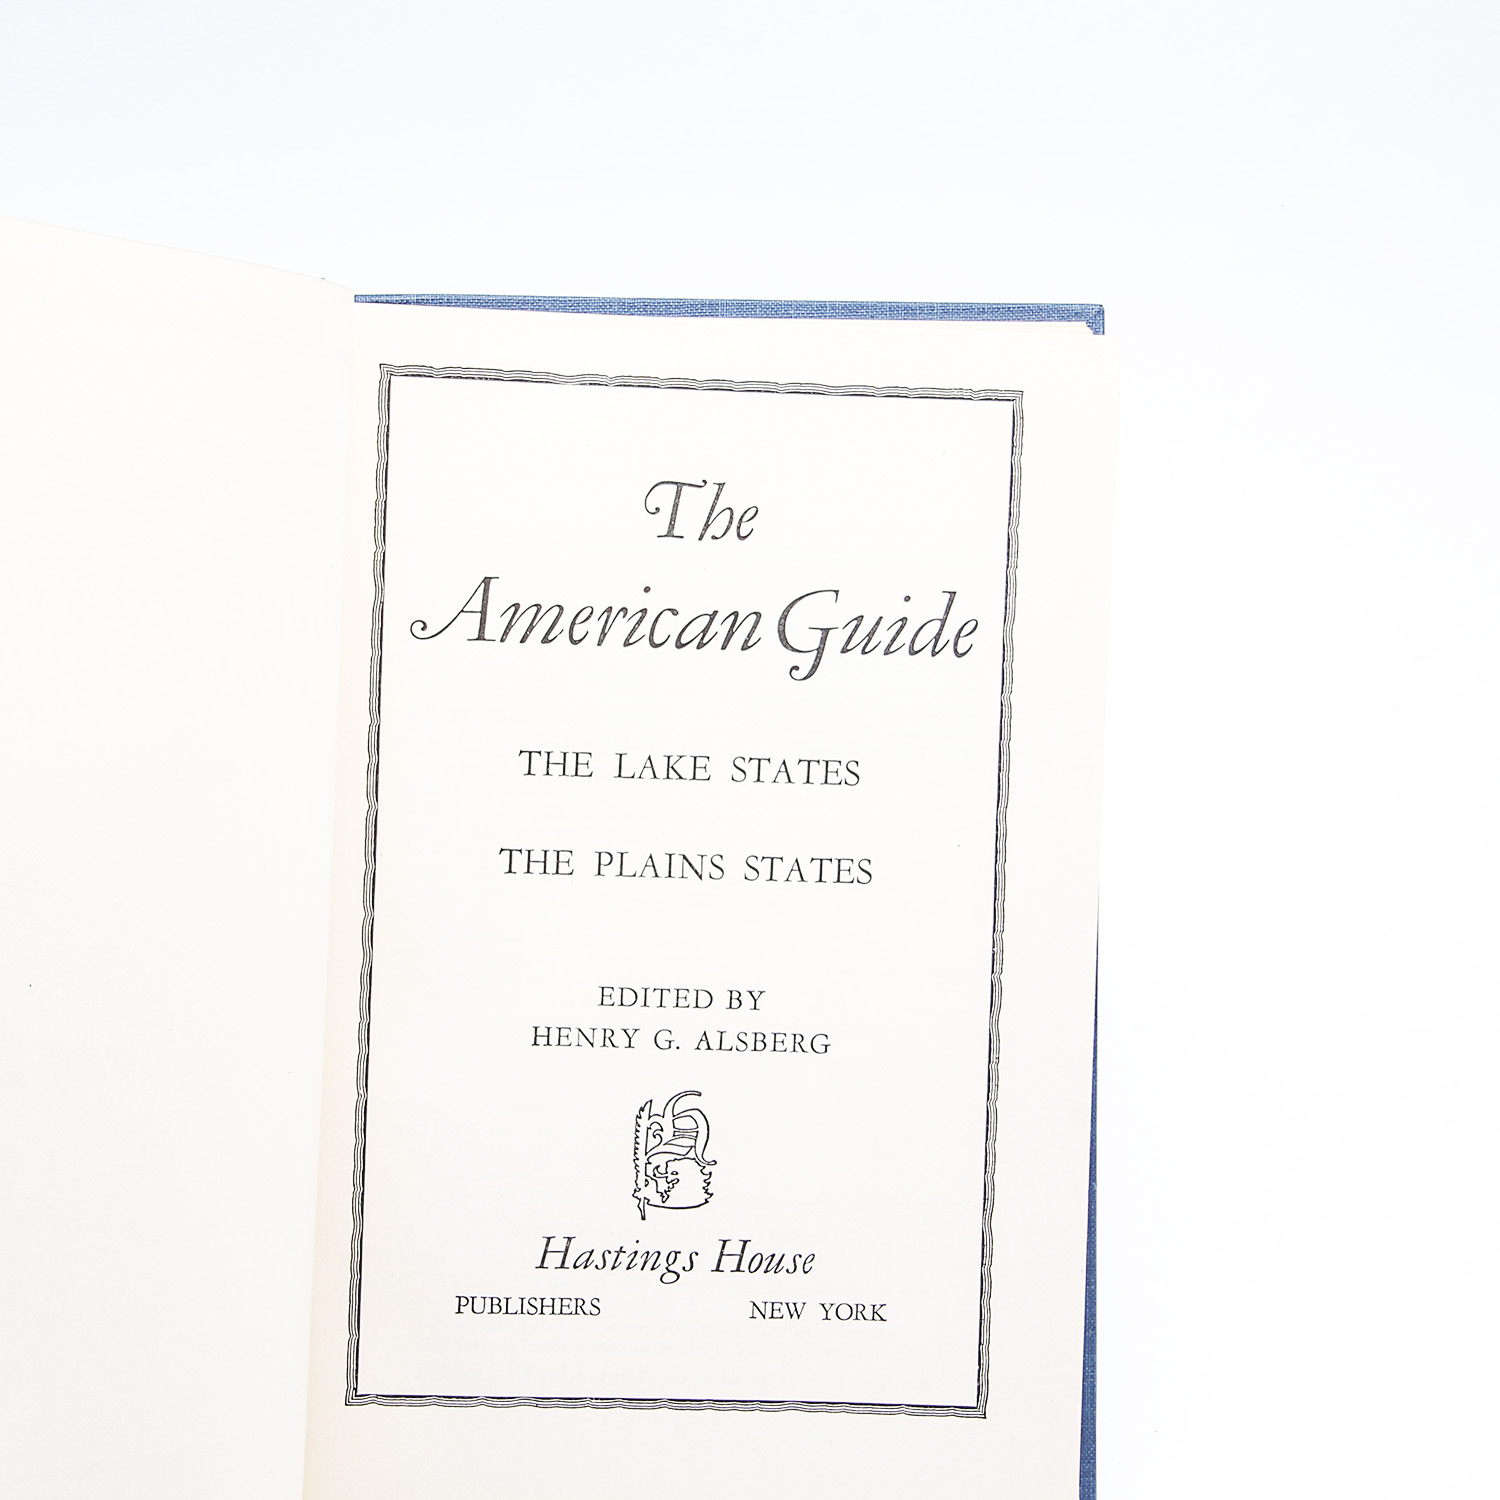 The
American Guide
THE LAKE STATES
THE PLAINS STATES
EDITED BY
HENRY G. ALSBERG
Hastings House
PUBLISHERS NEW YORK